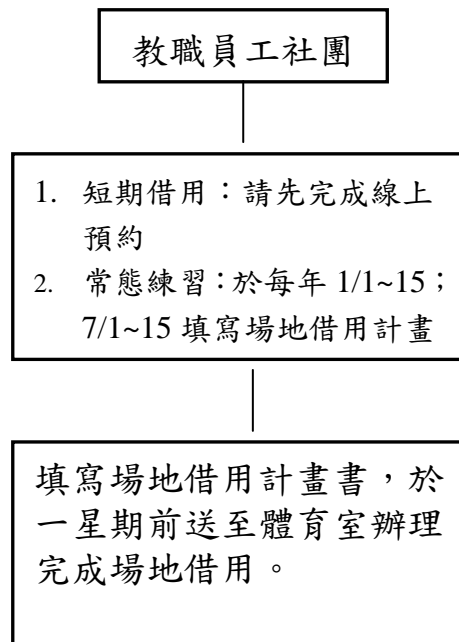 教職員工社團
1. 短期借用：請先完成線上
預約
2. 常態練習：於每年 1/1~15；
7/1~15 填寫場地借用計畫
填寫場地借用計畫書，於
一星期前送至體育室辦理
完成場地借用。